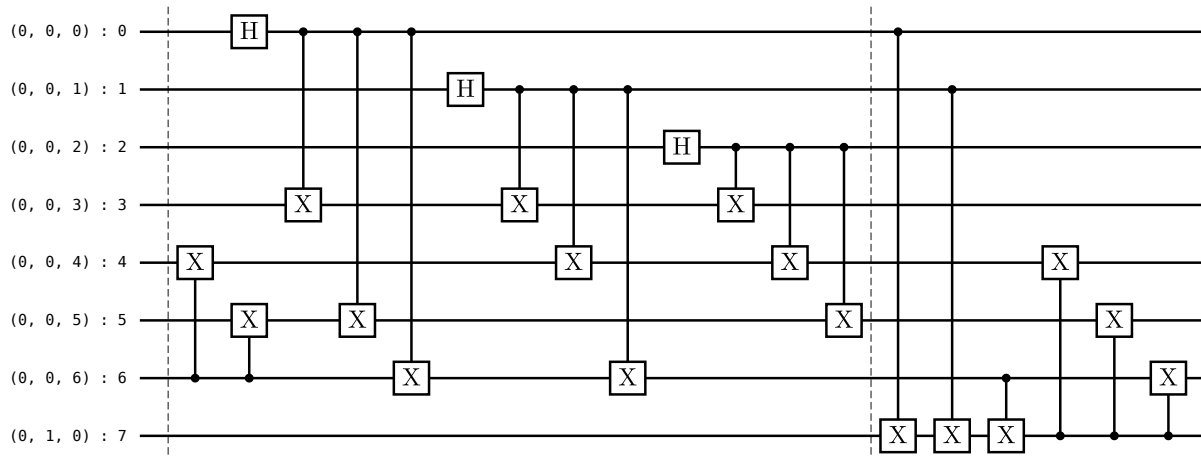 (0, 0, 0) : 0 H
(0, 0, 1) : 1 H
(0, 0, 2) : 2 H
(0, 0, 3) : 3 X X X
(0, 0, 4) : 4 X X X X
(0, 0, 5) : 5 X X X X
(0, 0, 6) : 6 X X X
(0, 1, 0) : 7 X X X